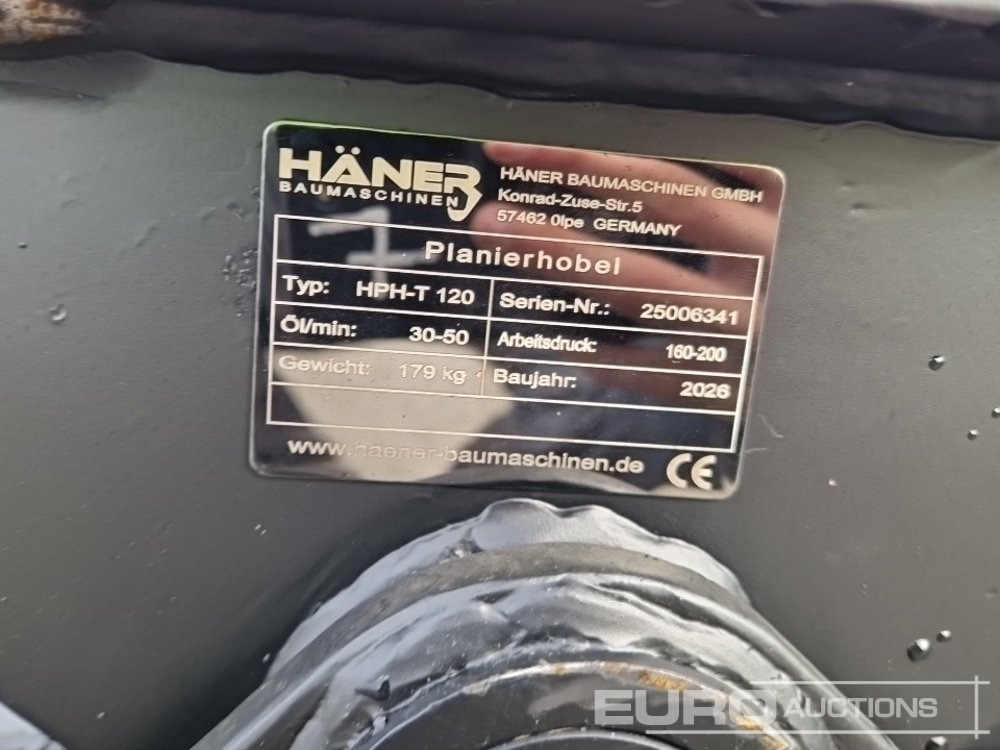 HÄNER
BAUMASCHINEN
HÄNER BAUMASCHINEN GMBH
Konrad-Zuse-Str.5
57462 Olpe GERMANY
Planierhobel
Typ: HPH-T 120 Serien-Nr.: 25006341
Öl/min: 30-50 Arbeitsdruck: 160-200
Gewicht: 179 kg Baujahr: 2026
www.haener-baumaschinen.de CE
EURO AUCTIONS